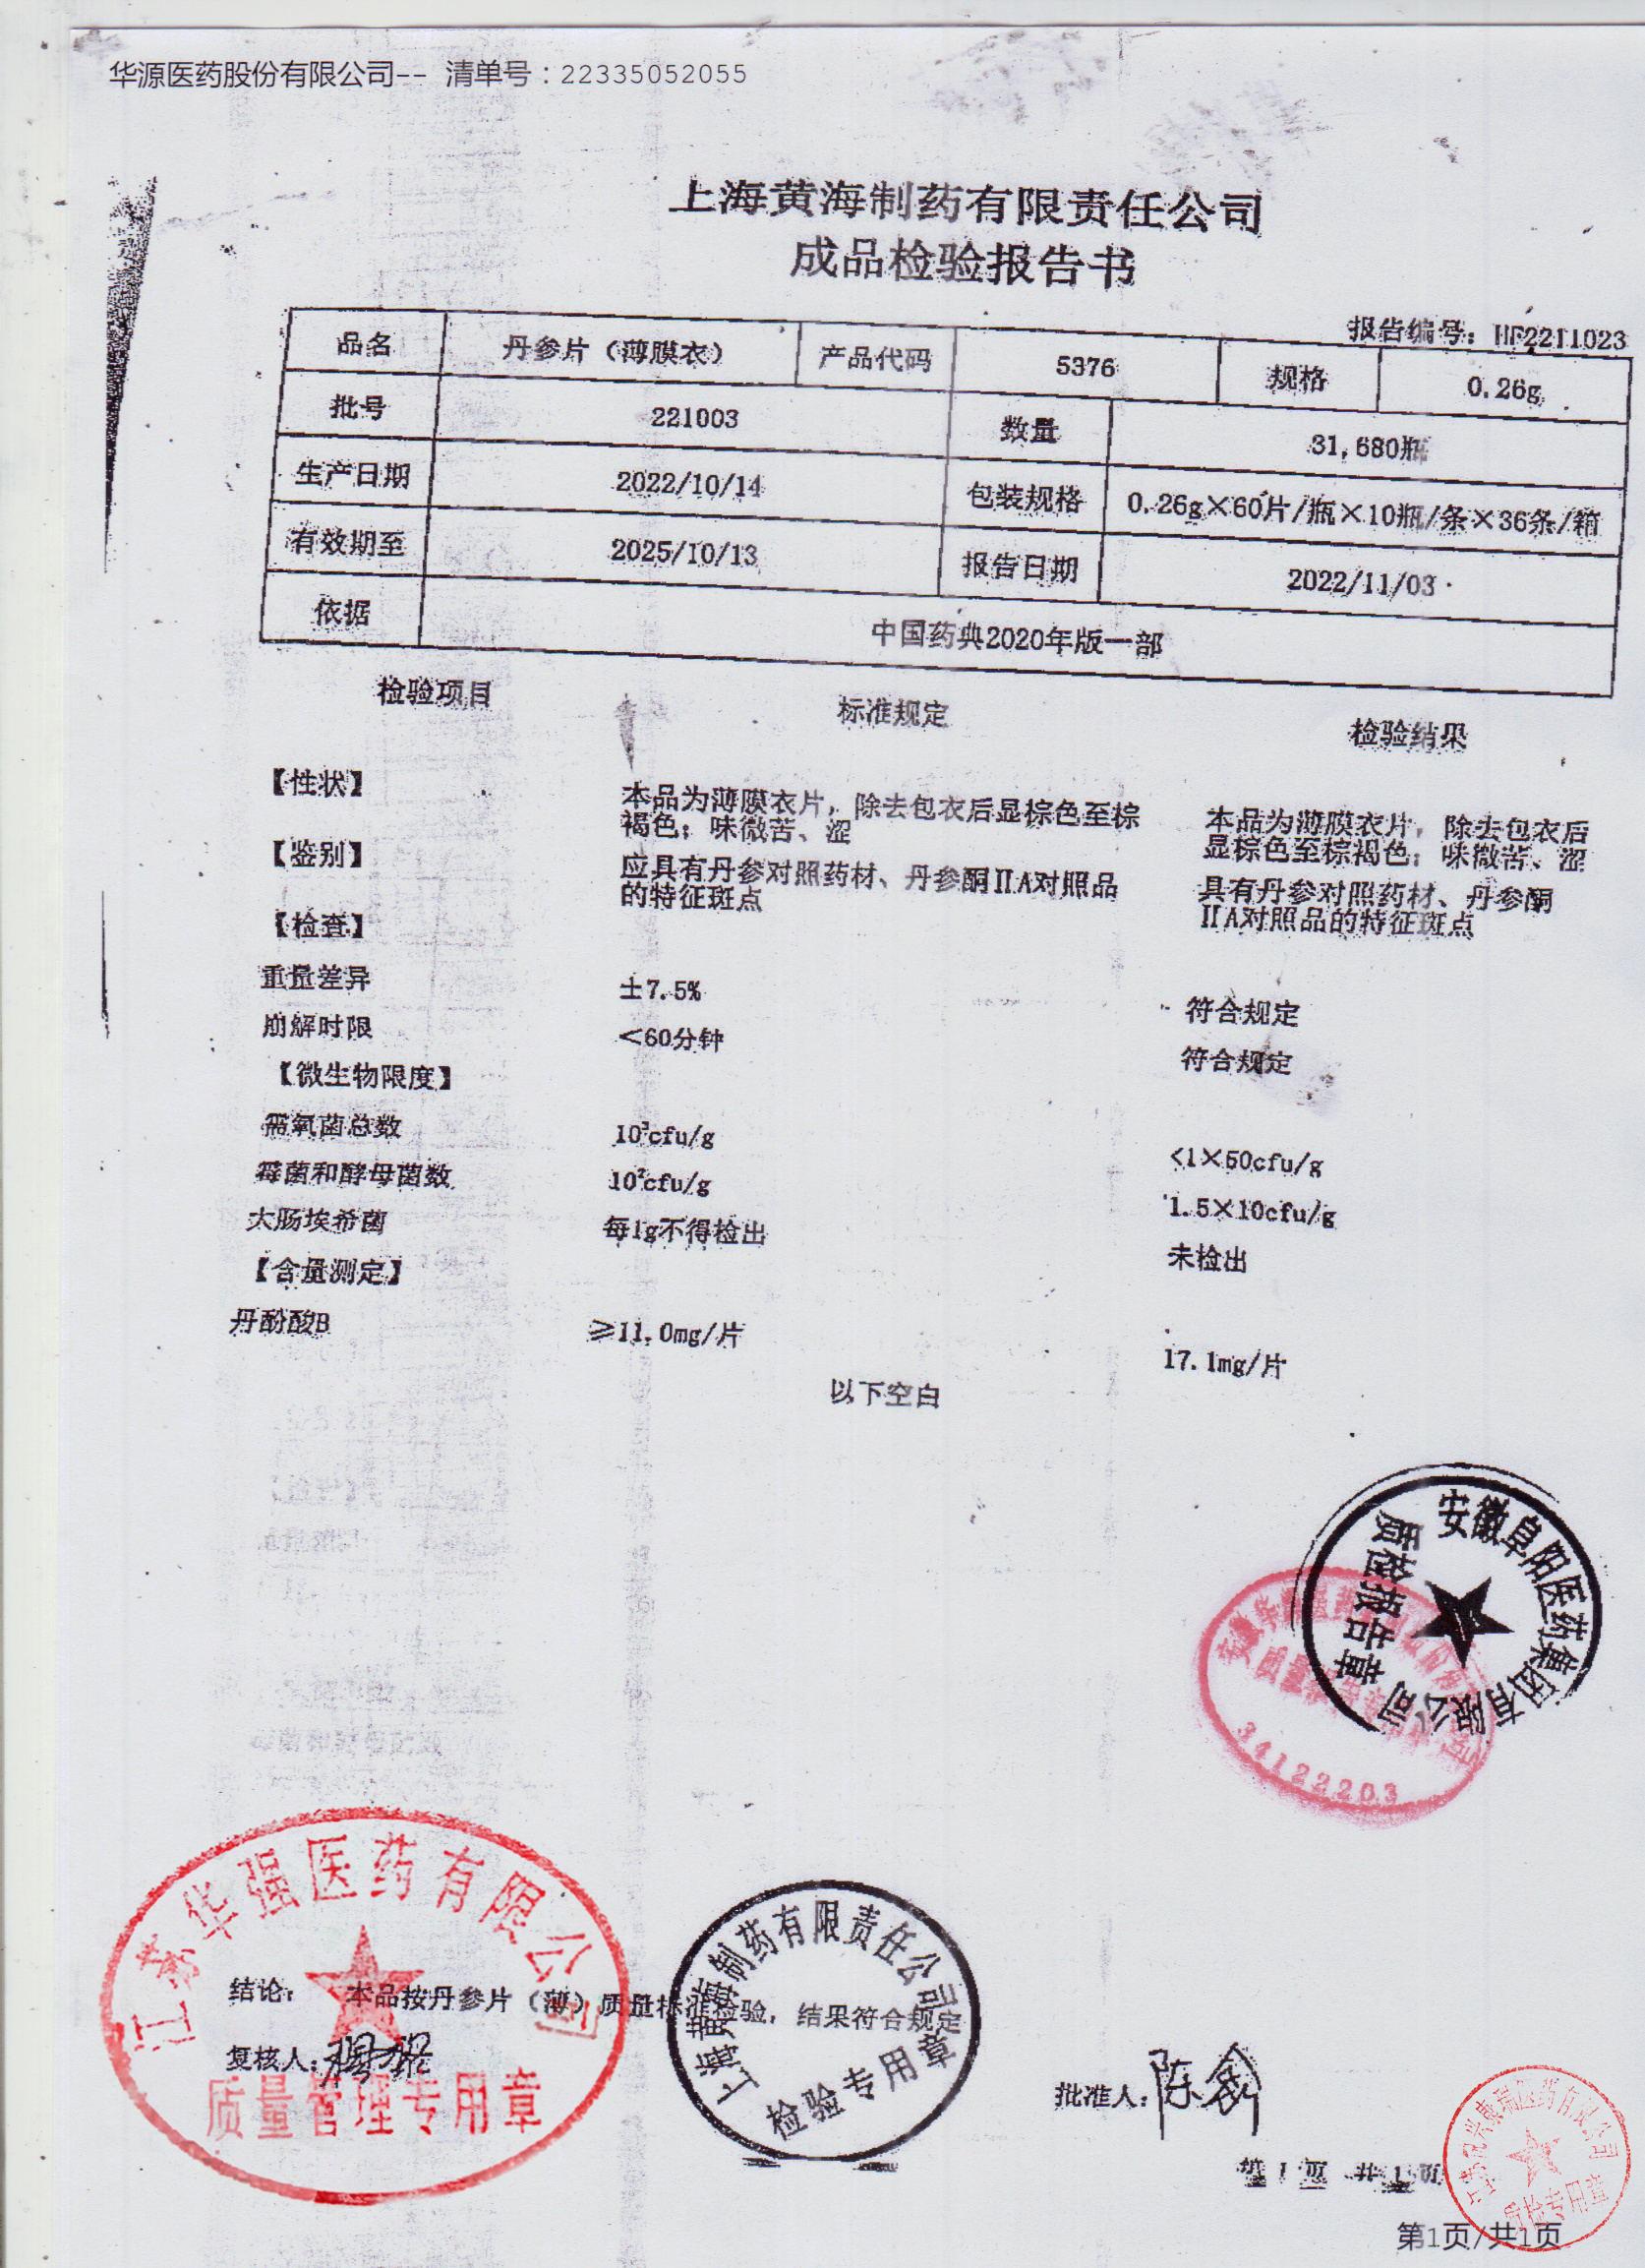 华源医药股份有限公司-- 清单号：22335052055
上海黄海制药有限责任公司
成品检验报告书
报告编号：HP2211023
品名 丹参片（薄膜衣） 产品代码 5376 规格 0.26g
批号 221003 数量 31,680瓶
生产日期 2022/10/14 包装规格 0.26g×60片/瓶×10瓶/条×36条/箱
有效期至 2025/10/13 报告日期 2022/11/03
依据 中国药典2020年版一部
检验项目 标准规定 检验结果
【性状】 本品为薄膜衣片，除去包衣后显棕色至棕 本品为薄膜衣片，除去包衣后
褐色；味微苦、涩 显棕色至棕褐色；味微苦、涩
【鉴别】 应具有丹参对照药材、丹参酮ⅡA对照品 具有丹参对照药材、丹参酮
的特征斑点 ⅡA对照品的特征斑点
【检查】
重量差异 ±7.5% 符合规定
崩解时限 <60分钟 符合规定
【微生物限度】
需氧菌总数 10³cfu/g <1×50cfu/g
霉菌和酵母菌数 10²cfu/g 1.5×10cfu/g
大肠埃希菌 每1g不得检出 未检出
【含量测定】
丹酚酸B ≥11.0mg/片 17.1mg/片
以下空白
安徽阜阳医药集团有限公司
质检报告章
34122203
江苏华强医药有限公司
质量管理专用章
上海黄海制药有限责任公司
检验专用章
结论： 本品按丹参片（薄）质量标准检验，结果符合规定
复核人：
批准人：陈鑫
第1页 共1页
质检专用章
第1页/共1页